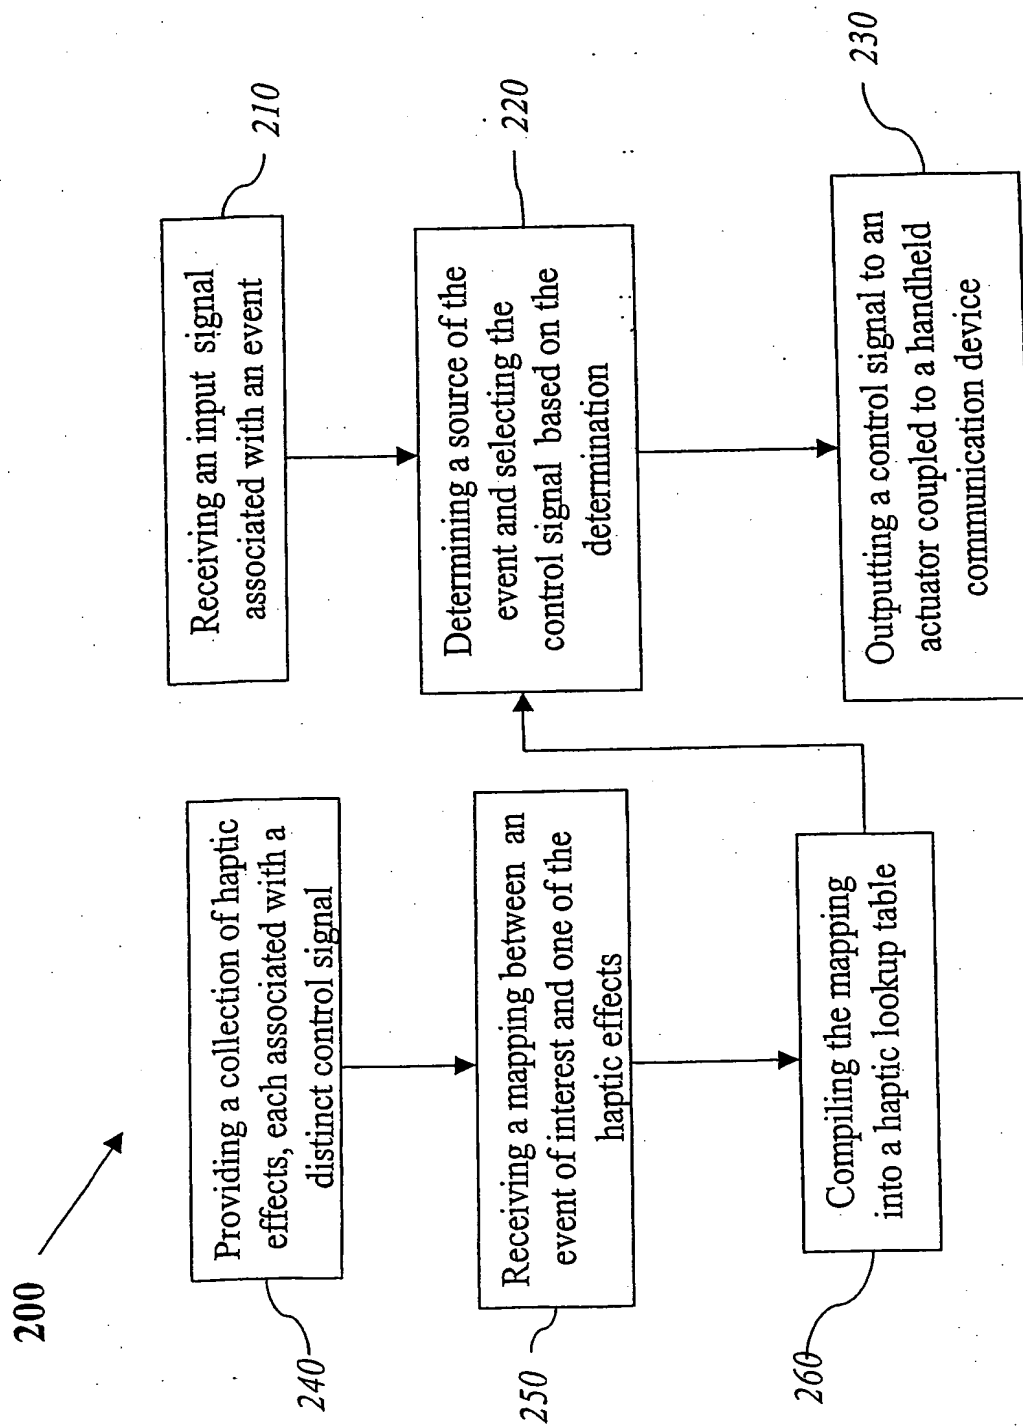 200
210
Receiving an input signal
associated with an event
220
Determining a source of the
event and selecting the
control signal based on the
determination
230
Outputting a control signal to an
actuator coupled to a handheld
communication device
240
Providing a collection of haptic
effects, each associated with a
distinct control signal
250
Receiving a mapping between an
event of interest and one of the
haptic effects
260
Compiling the mapping
into a haptic lookup table